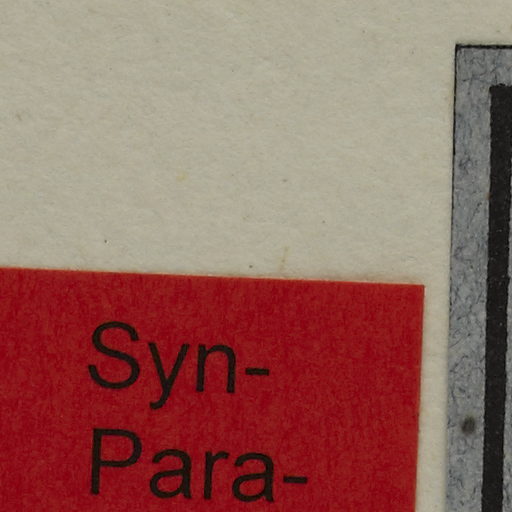 Syn-
Para-